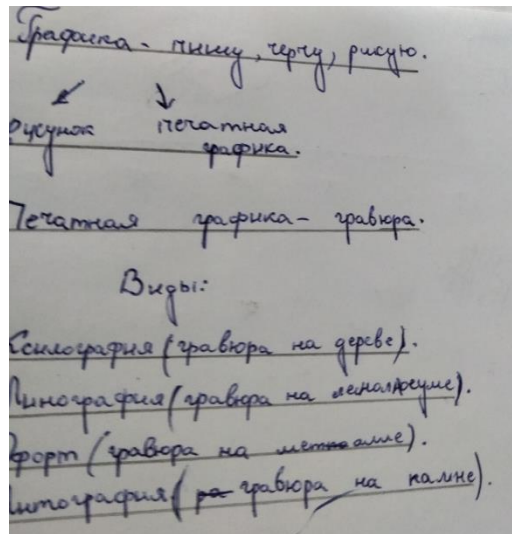 Графика - пишу, черчу, рисую.
рисунок печатная
графика.
Печатная графика - гравюра.
Виды:
Ксилография (гравюра на дереве).
Линография (гравюра на
Офорт (гравюра на металле).
Литография (гравюра на камне).